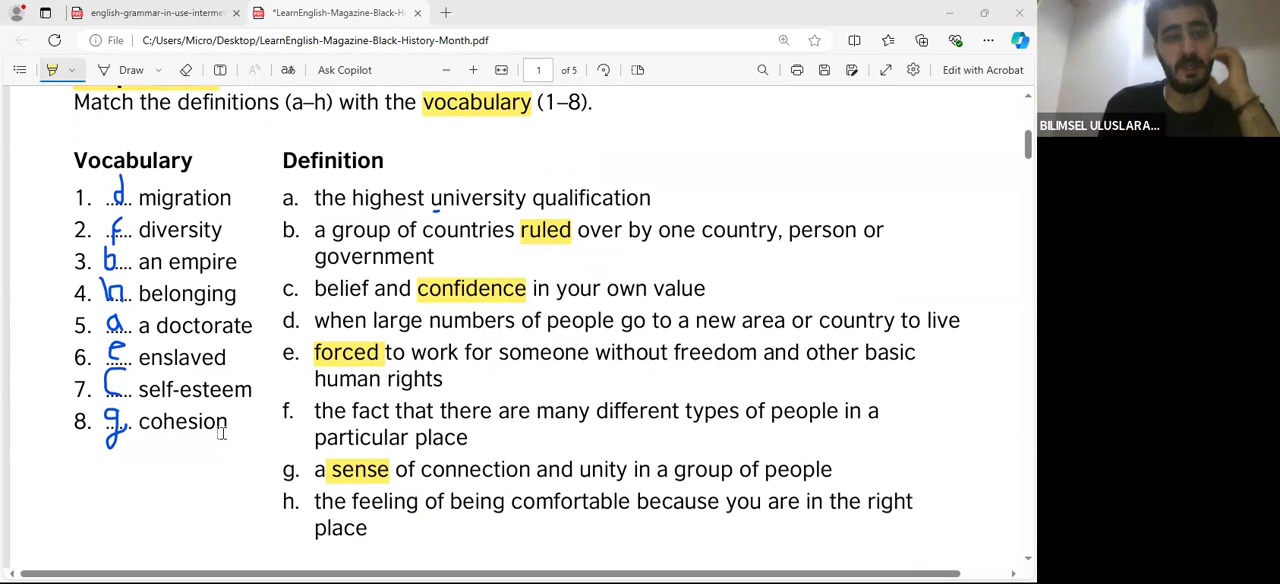 english-grammar-in-use-interme
*LearnEnglish-Magazine-Black-H
File C:/Users/Micro/Desktop/LearnEnglish-Magazine-Black-History-Month.pdf
Draw aあ Ask Copilot 1 of 5 Edit with Acrobat
Match the definitions (a–h) with the vocabulary (1–8).
BILIMSEL ULUSLARA...
Vocabulary Definition
1. d migration
2. f diversity
3. b an empire
4. h belonging
5. a a doctorate
6. e enslaved
7. C self-esteem
8. g cohesion
a. the highest university qualification
b. a group of countries ruled over by one country, person or
government
c. belief and confidence in your own value
d. when large numbers of people go to a new area or country to live
e. forced to work for someone without freedom and other basic
human rights
f. the fact that there are many different types of people in a
particular place
g. a sense of connection and unity in a group of people
h. the feeling of being comfortable because you are in the right
place